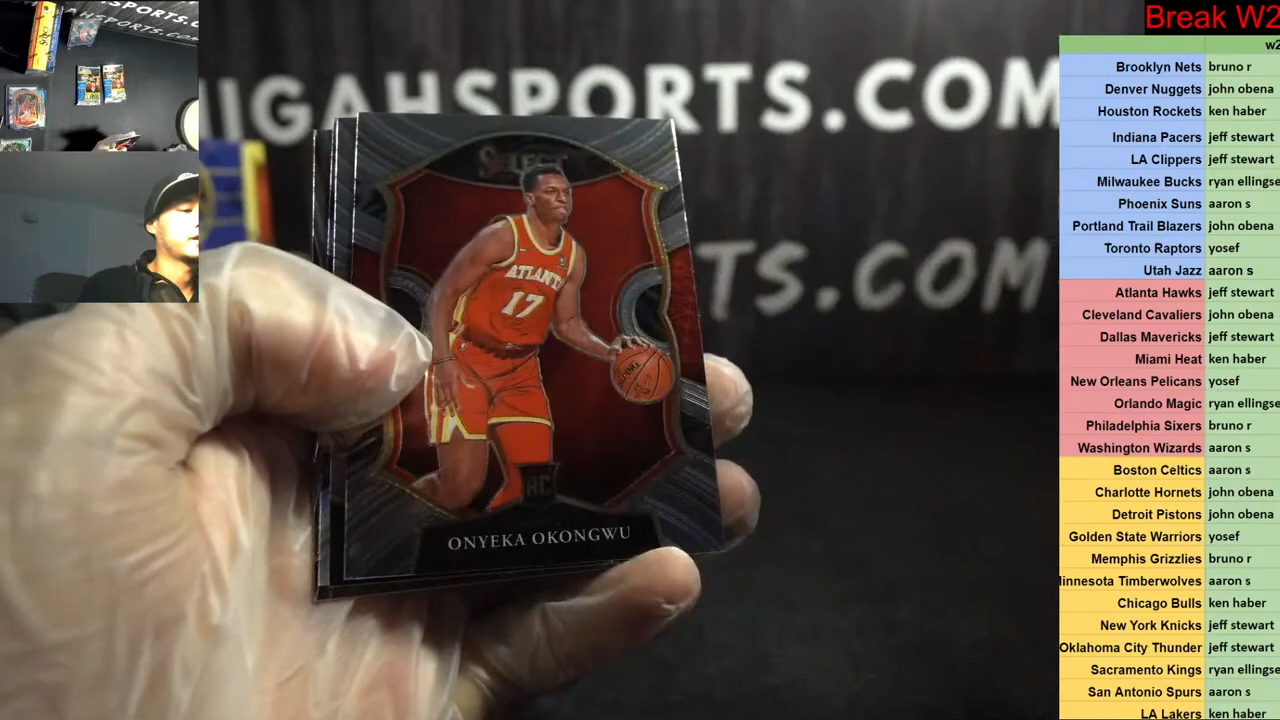 Break W2
w2
IGAHSPORTS.COM
TS.COM
SELECT
ATLANTA
17
RC
ONYEKA OKONGWU
Brooklyn Nets bruno r
Denver Nuggets john obena
Houston Rockets ken haber
Indiana Pacers jeff stewart
LA Clippers jeff stewart
Milwaukee Bucks ryan ellingse
Phoenix Suns aaron s
Portland Trail Blazers john obena
Toronto Raptors yosef
Utah Jazz aaron s
Atlanta Hawks jeff stewart
Cleveland Cavaliers john obena
Dallas Mavericks jeff stewart
Miami Heat ken haber
New Orleans Pelicans yosef
Orlando Magic ryan ellingse
Philadelphia Sixers bruno r
Washington Wizards aaron s
Boston Celtics aaron s
Charlotte Hornets john obena
Detroit Pistons john obena
Golden State Warriors yosef
Memphis Grizzlies bruno r
innesota Timberwolves aaron s
Chicago Bulls ken haber
New York Knicks jeff stewart
Oklahoma City Thunder jeff stewart
Sacramento Kings ryan ellingse
San Antonio Spurs aaron s
LA Lakers ken haber